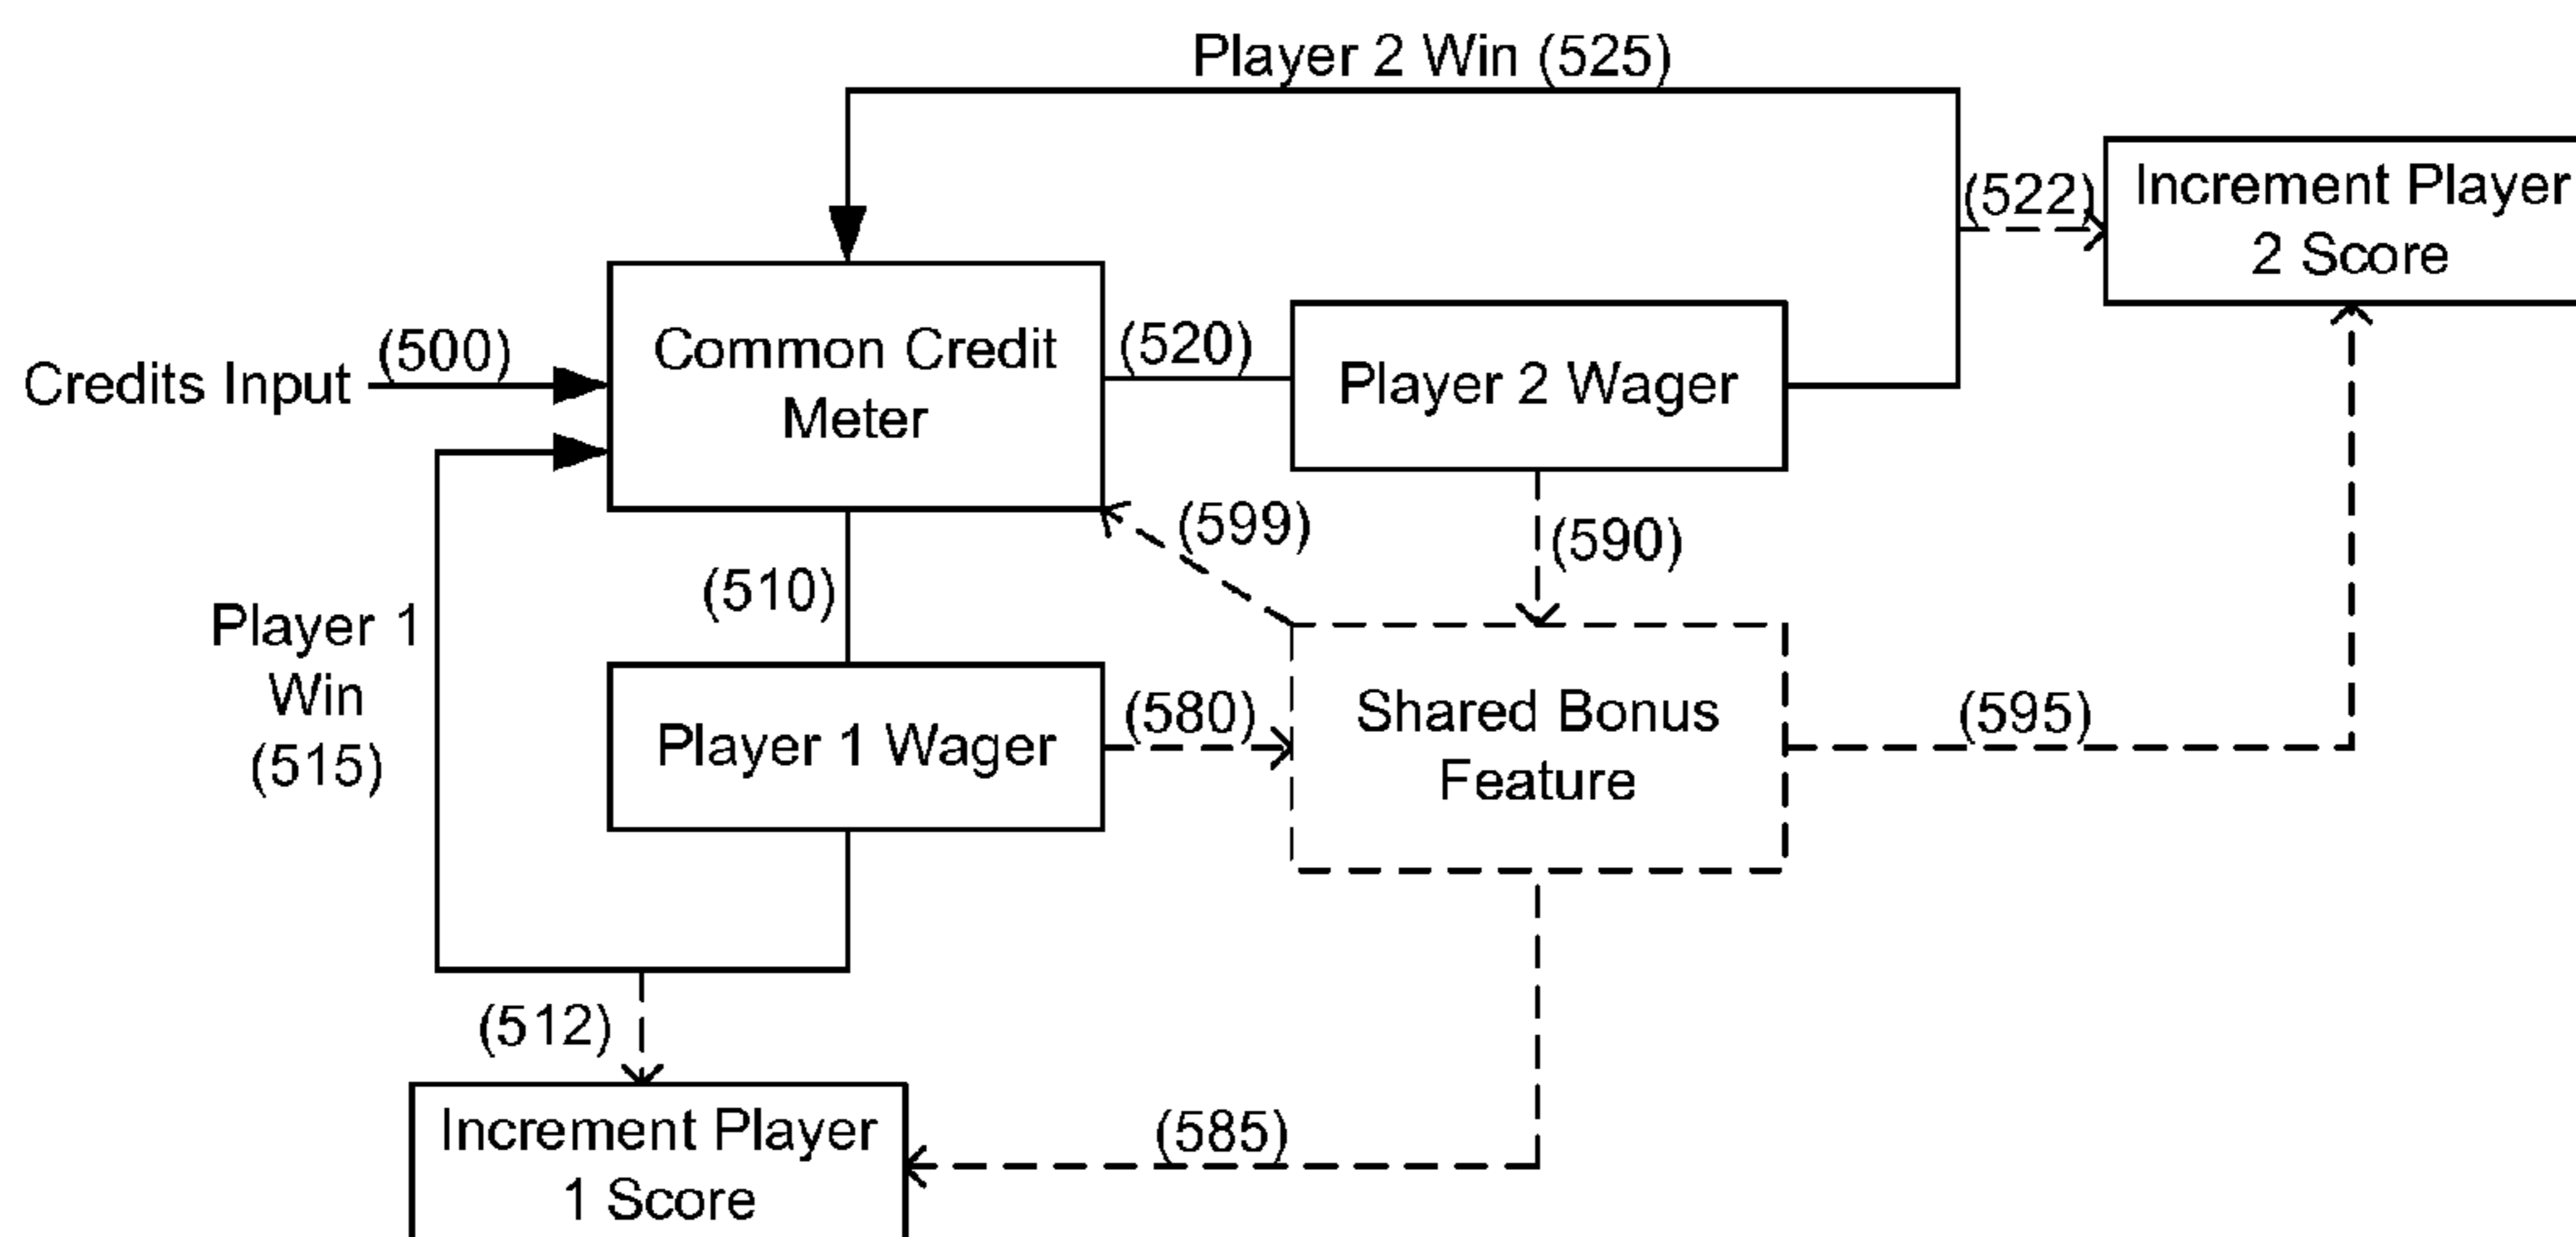 Player 2 Win (525)
(522)
Increment Player
2 Score
Credits Input
(500)
Common Credit
Meter
(520)
Player 2 Wager
(599)
(590)
(510)
Player 1
Win
(515)
Player 1 Wager
(580)
Shared Bonus
Feature
(595)
(512)
Increment Player
1 Score
(585)